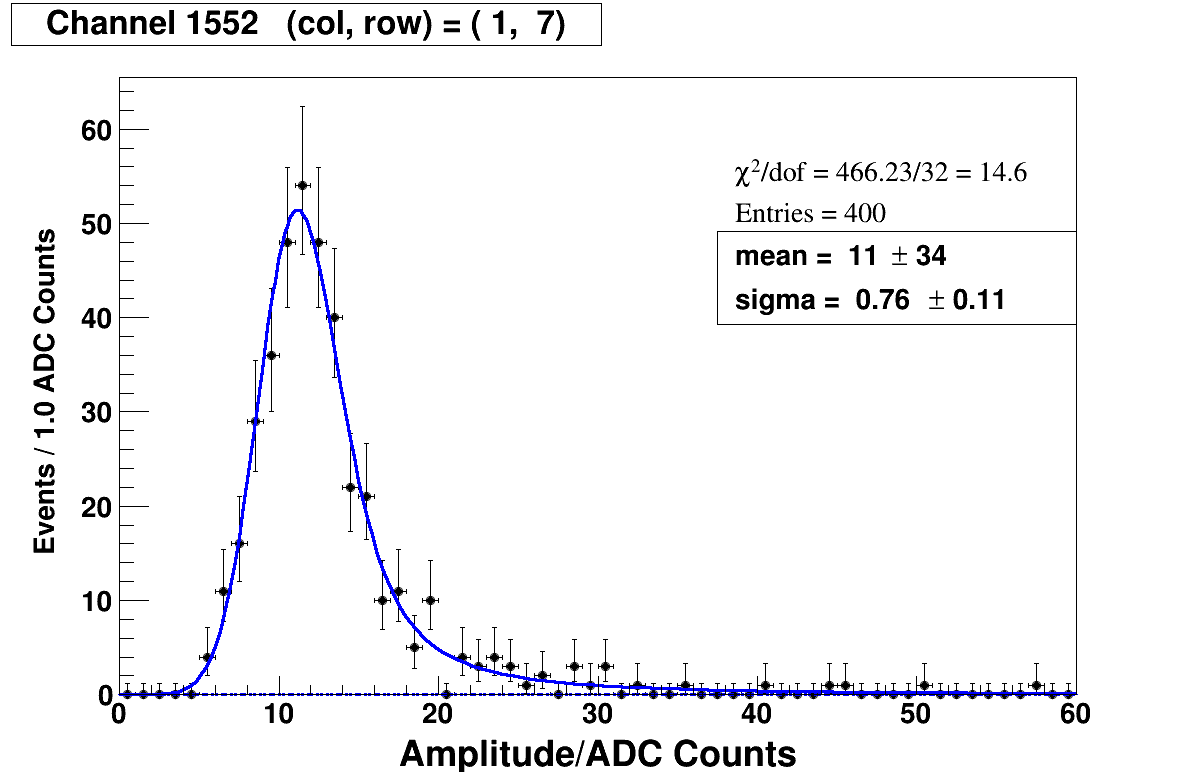 Channel 1552 (col, row) = ( 1, 7)
χ²/dof = 466.23/32 = 14.6
Entries = 400
mean = 11 ± 34
sigma = 0.76 ± 0.11
Events / 1.0 ADC Counts
60
50
40
30
20
10
0
0 10 20 30 40 50 60
Amplitude/ADC Counts